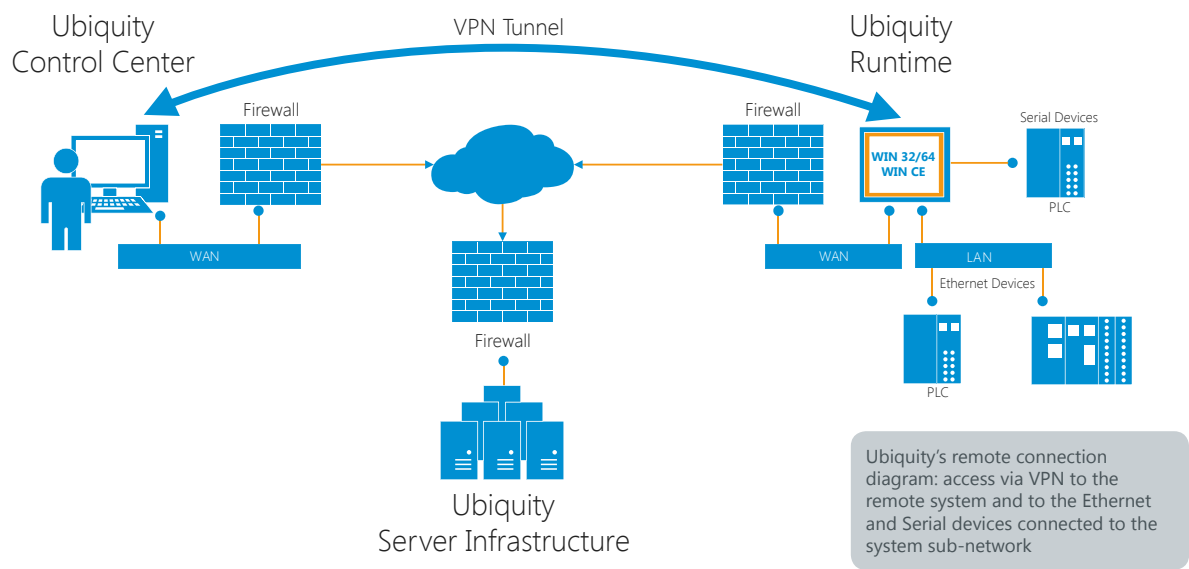 Ubiquity
Control Center
VPN Tunnel
Ubiquity
Runtime
Firewall
Firewall
Serial Devices
WIN 32/64
WIN CE
PLC
WAN
WAN
LAN
Ethernet Devices
Firewall
PLC
Ubiquity
Server Infrastructure
Ubiquity’s remote connection
diagram: access via VPN to the
remote system and to the Ethernet
and Serial devices connected to the
system sub-network